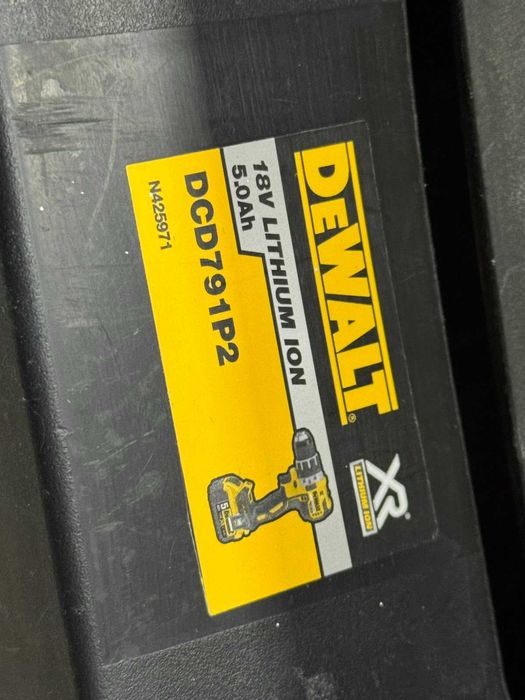 DEWALT®
XR
LITHIUM ION
18V LITHIUM ION
5.0Ah
DCD791P2
N425971